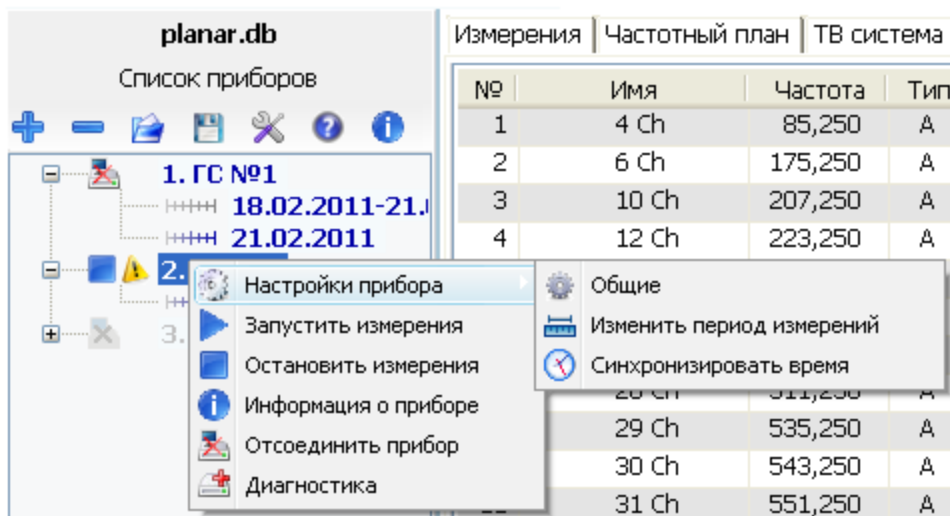 planar.db
Список приборов
1. ГС №1
18.02.2011-21.
21.02.2011
2.
3.
Настройки прибора
Запустить измерения
Остановить измерения
Информация о приборе
Отсоединить прибор
Диагностика
Общие
Изменить период измерений
Синхронизировать время
Измерения Частотный план ТВ система
№ Имя Частота Тип
1 4 Ch 85,250 A
2 6 Ch 175,250 A
3 10 Ch 207,250 A
4 12 Ch 223,250 A
29 Ch 535,250 A
30 Ch 543,250 A
31 Ch 551,250 A